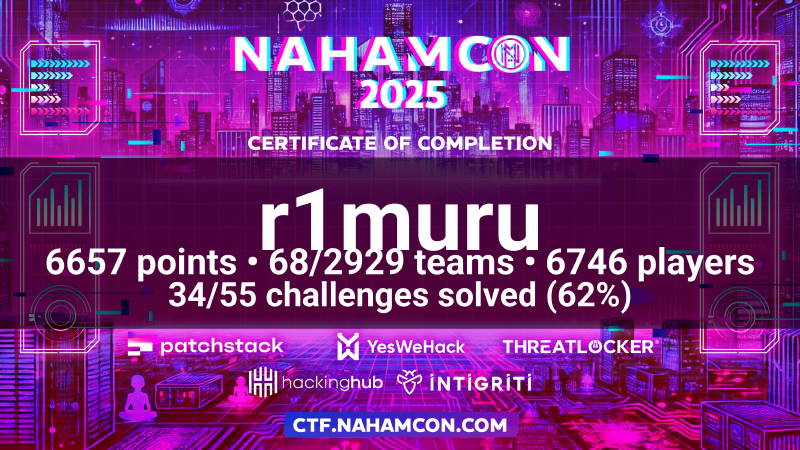 NAHAMCON
2025
CERTIFICATE OF COMPLETION
r1muru
6657 points • 68/2929 teams • 6746 players
34/55 challenges solved (62%)
patchstack YesWeHack THREATLOCKER
hackinghub INTIGRITI
CTF.NAHAMCON.COM